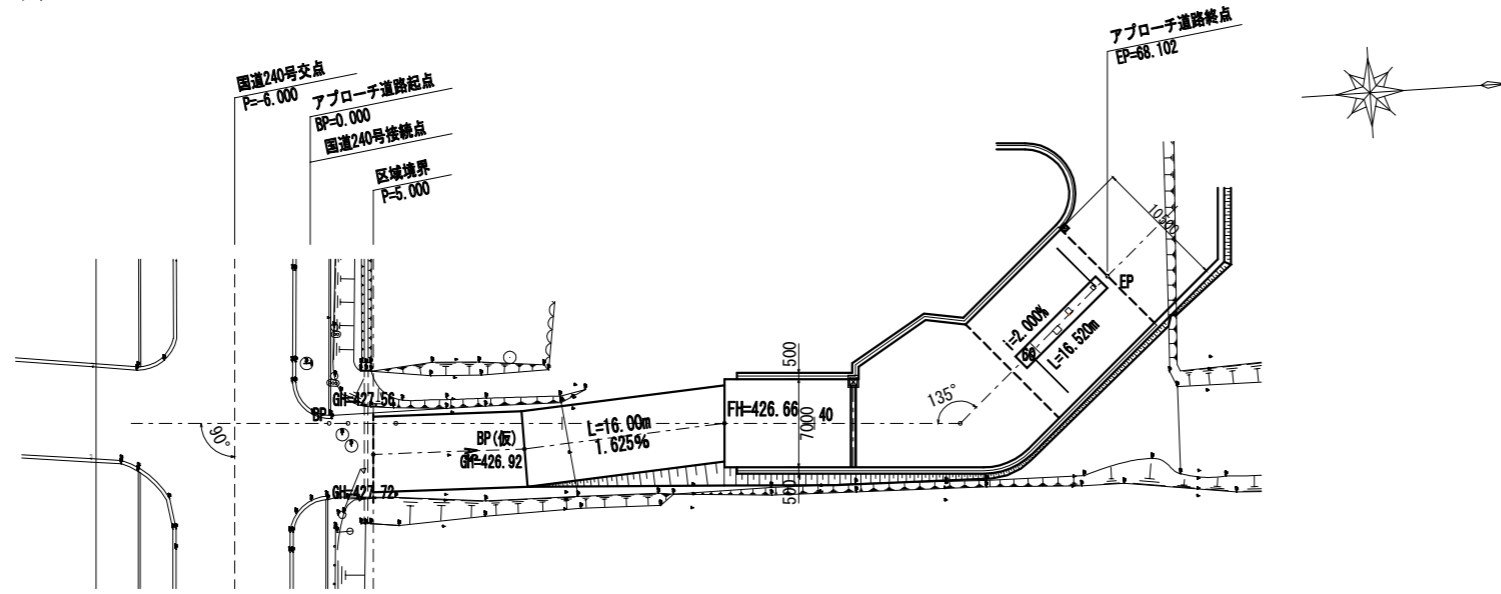 国道240号交点
P=-6.000
アプローチ道路起点
BP=0.000
国道240号接続点
区域境界
P=5.000
アプローチ道路終点
EP=68.102
10500
EP
i=2.000%
60
L=16.520m
135°
500
7000
500
FH=426.66
40
L=16.00m
1.625%
GH=427.56
BP
BP(仮)
GH=426.92
GH=427.72
90°